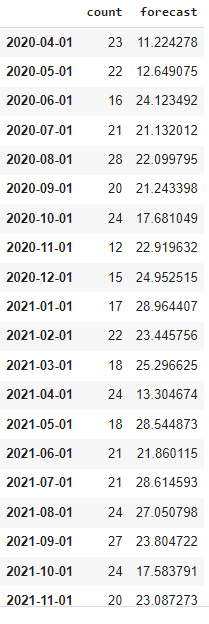 count forecast
2020-04-01 23 11.224278
2020-05-01 22 12.649075
2020-06-01 16 24.123492
2020-07-01 21 21.132012
2020-08-01 28 22.099795
2020-09-01 20 21.243398
2020-10-01 24 17.681049
2020-11-01 12 22.919632
2020-12-01 15 24.952515
2021-01-01 17 28.964407
2021-02-01 22 23.445756
2021-03-01 18 25.296625
2021-04-01 24 13.304674
2021-05-01 18 28.544873
2021-06-01 21 21.860115
2021-07-01 21 28.614593
2021-08-01 24 27.050798
2021-09-01 27 23.804722
2021-10-01 24 17.583791
2021-11-01 20 23.087273